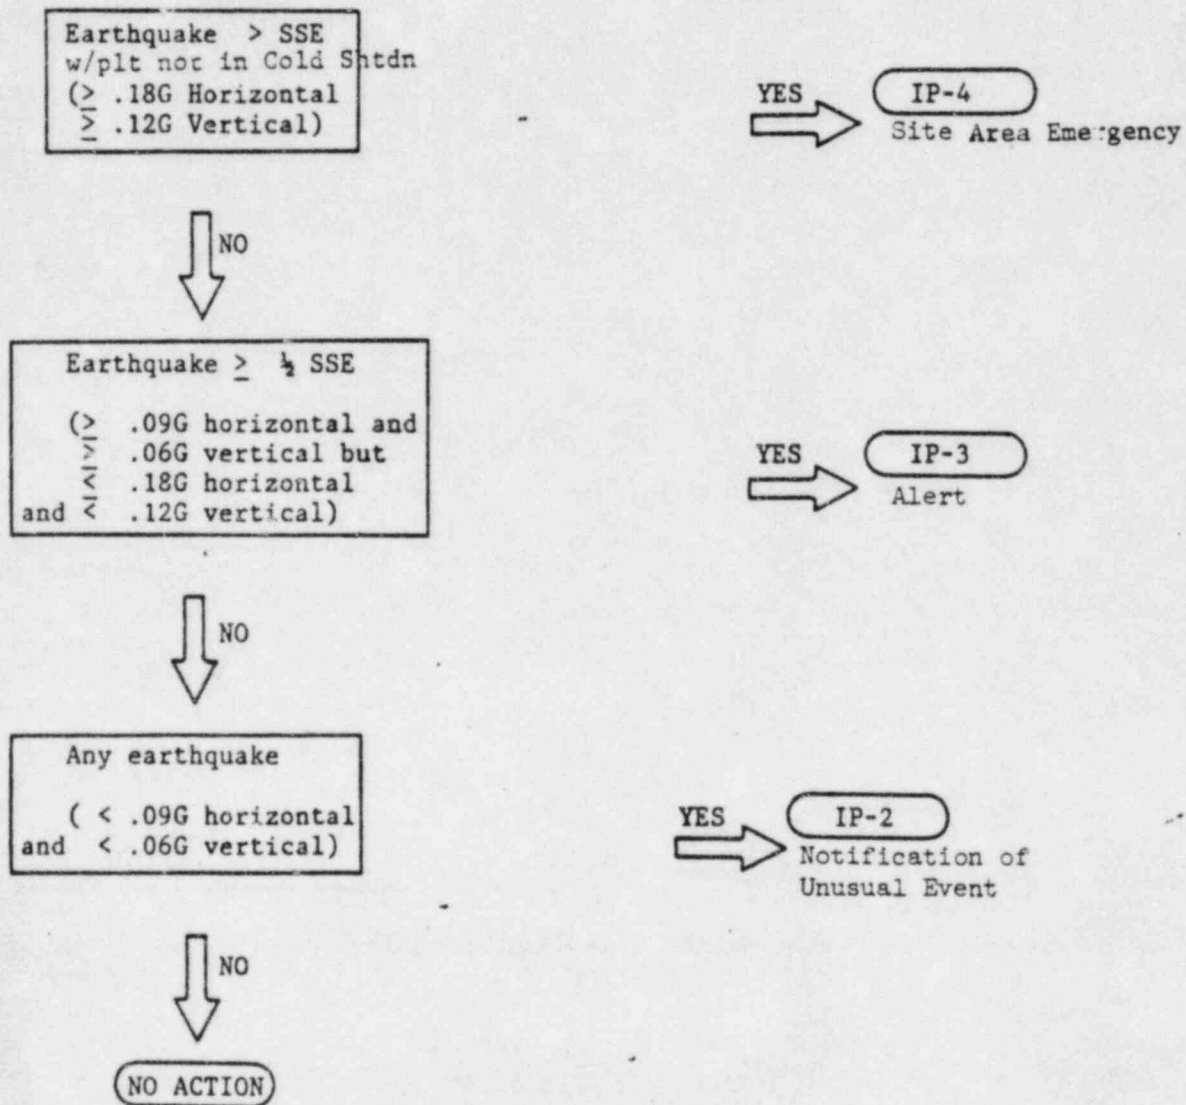 Earthquake > SSE
w/plt not in Cold Shtdn
(≥ .18G Horizontal
≥ .12G Vertical)
YES
IP-4
Site Area Emergency
NO
Earthquake ≥ ½ SSE
(≥ .09G horizontal and
≥ .06G vertical but
≤ .18G horizontal
and < .12G vertical)
YES
IP-3
Alert
NO
Any earthquake
( < .09G horizontal
and < .06G vertical)
YES
IP-2
Notification of
Unusual Event
NO
NO ACTION